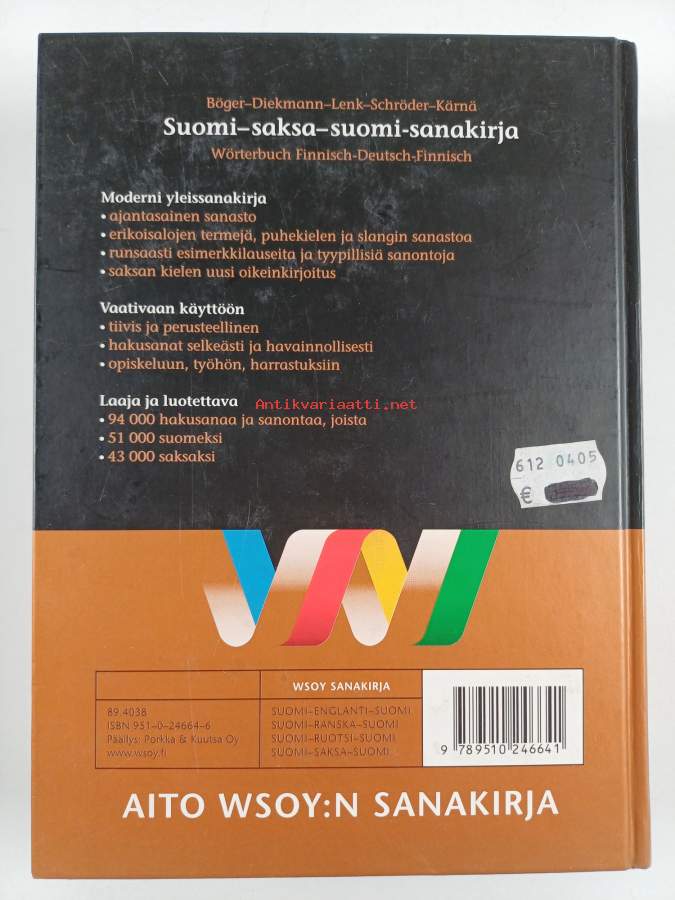 Böger–Diekmann–Lenk–Schröder–Kärnä
Suomi–saksa–suomi-sanakirja
Wörterbuch Finnisch-Deutsch-Finnisch
Moderni yleissanakirja
• ajantasainen sanasto
• erikoisalojen termejä, puhekielen ja slangin sanastoa
• runsaasti esimerkkilauseita ja tyypillisiä sanontoja
• saksan kielen uusi oikeinkirjoitus
Vaativaan käyttöön
• tiivis ja perusteellinen
• hakusanat selkeästi ja havainnollisesti
• opiskeluun, työhön, harrastuksiin
Laaja ja luotettava
Antikvariaatti.net
• 94 000 hakusanaa ja sanontaa, joista
• 51 000 suomeksi
• 43 000 saksaksi
612 0405
€
WSOY SANAKIRJA
89.4038
ISBN 951–0–24664–6
Päällys: Porkka & Kuutsa Oy
www.wsoy.fi
SUOMI–ENGLANTI–SUOMI
SUOMI–RANSKA–SUOMI
SUOMI–RUOTSI–SUOMI
SUOMI–SAKSA–SUOMI
9 789510 246641
AITO WSOY:N SANAKIRJA